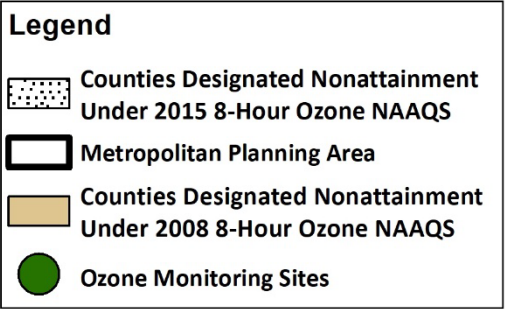 Legend
Counties Designated Nonattainment
Under 2015 8-Hour Ozone NAAQS
Metropolitan Planning Area
Counties Designated Nonattainment
Under 2008 8-Hour Ozone NAAQS
Ozone Monitoring Sites